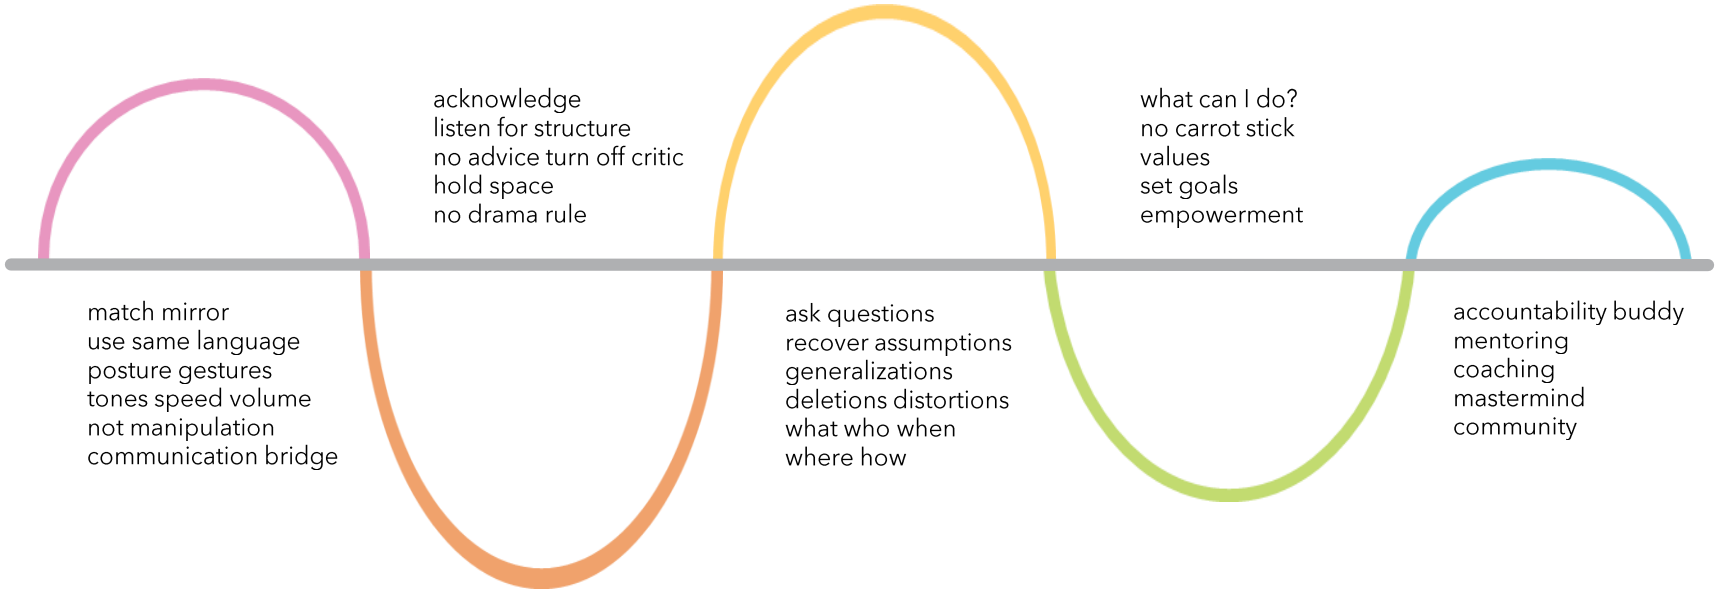 match mirror
use same language
posture gestures
tones speed volume
not manipulation
communication bridge
acknowledge
listen for structure
no advice turn off critic
hold space
no drama rule
ask questions
recover assumptions
generalizations
deletions distortions
what who when
where how
what can I do?
no carrot stick
values
set goals
empowerment
accountability buddy
mentoring
coaching
mastermind
community